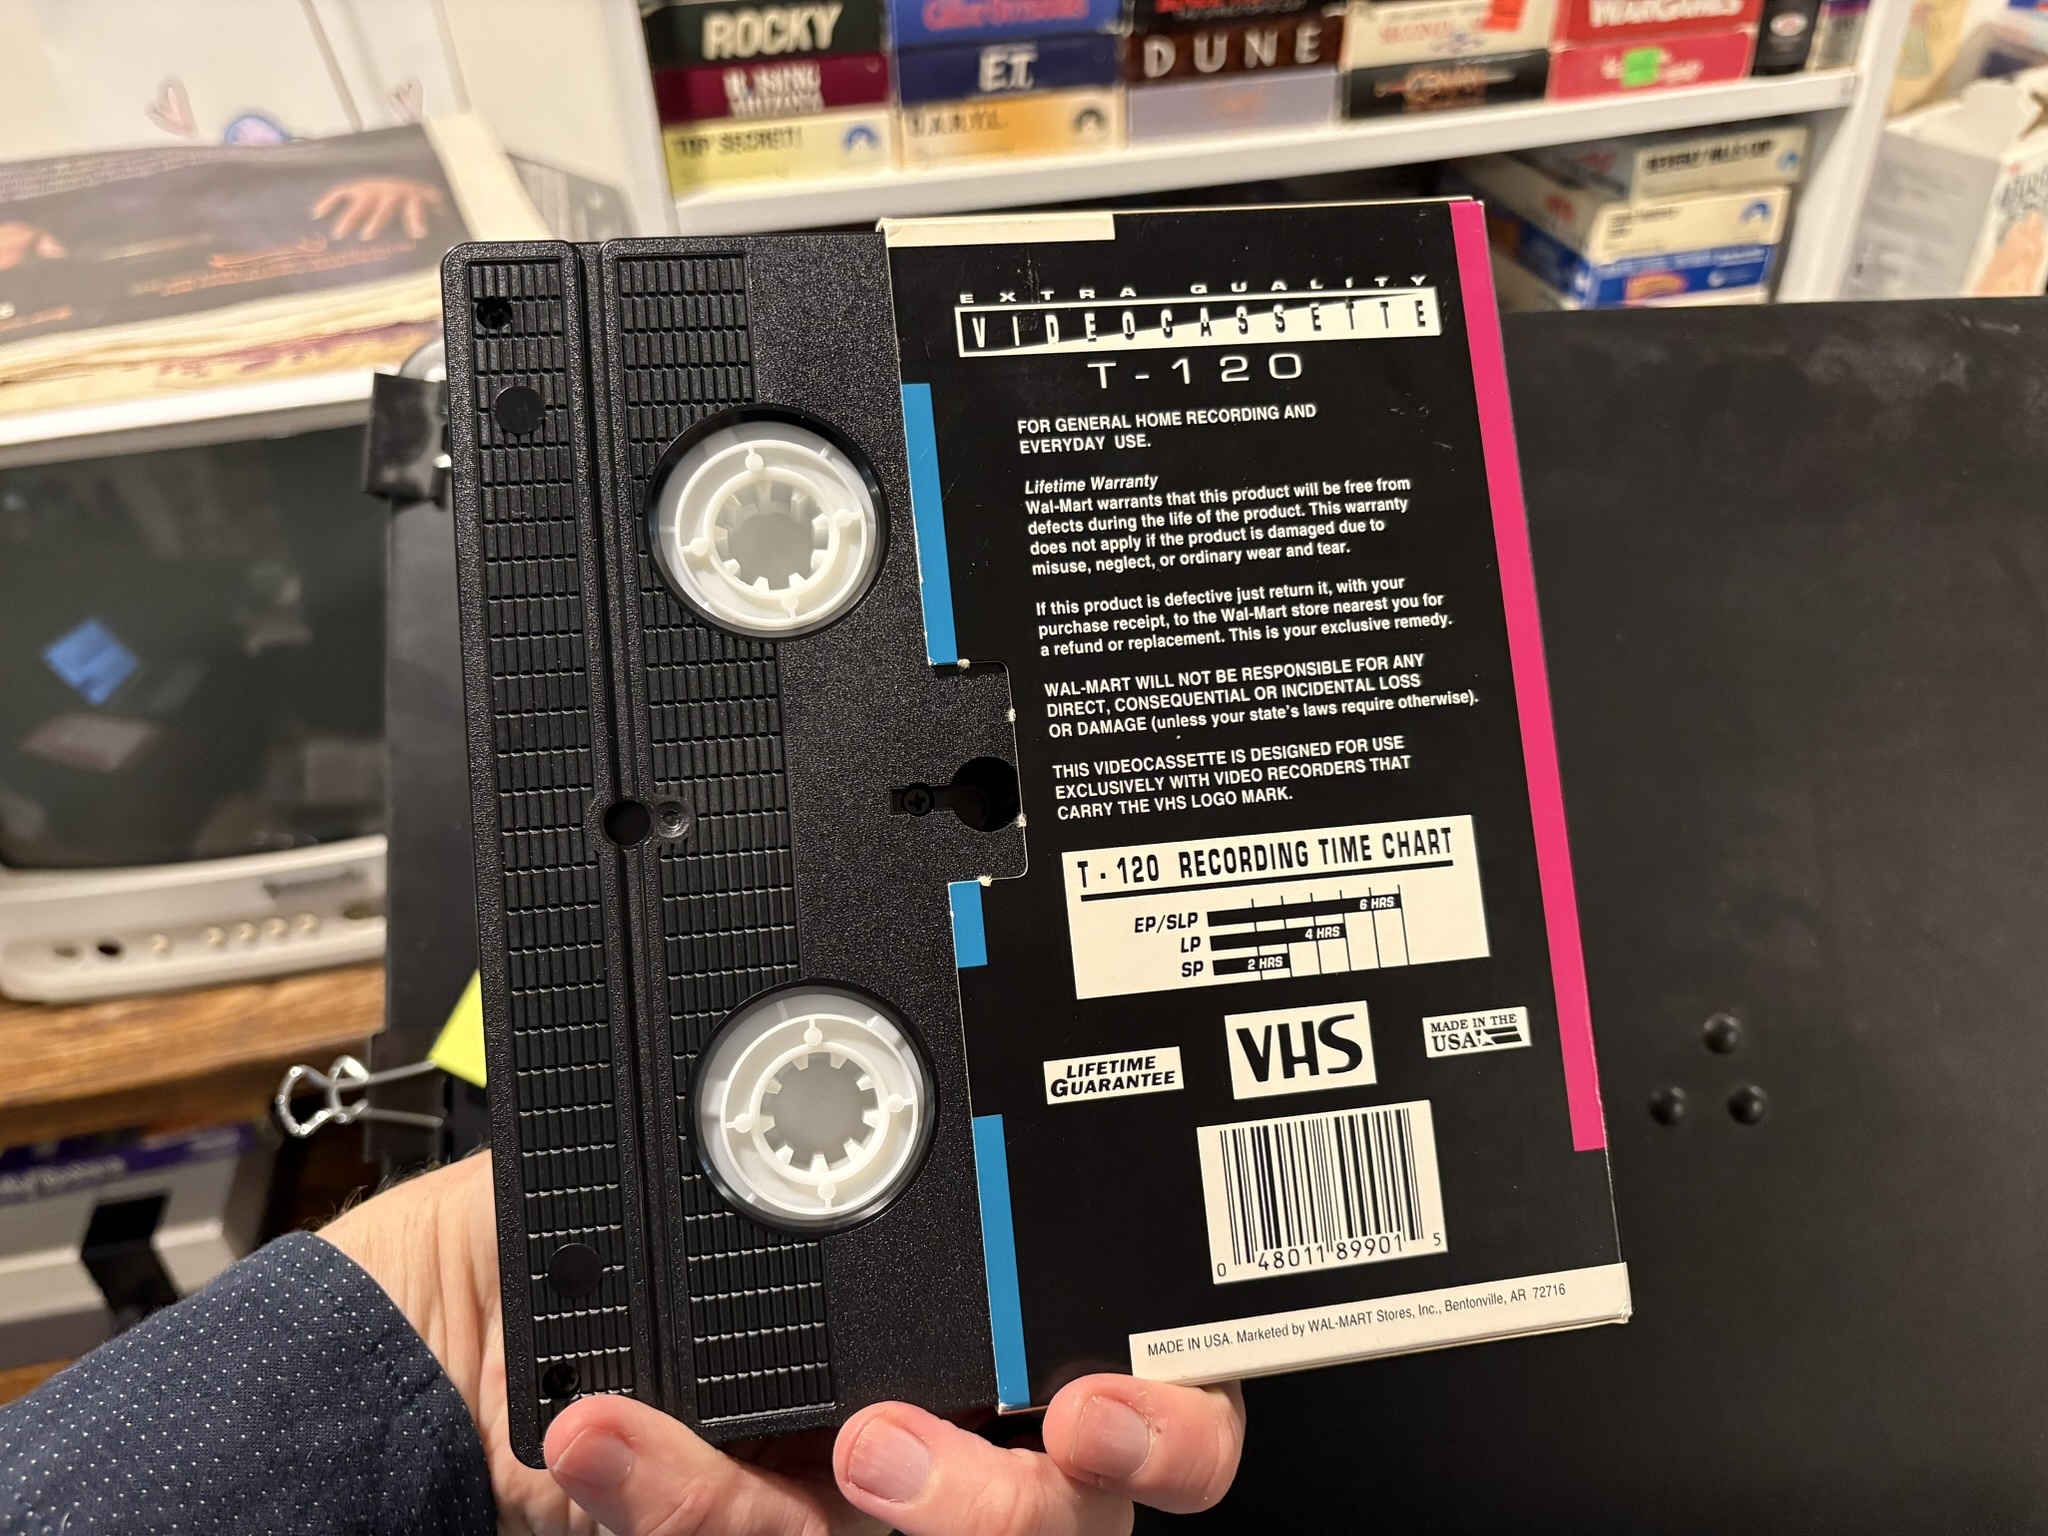 ROCKY
E.T.
DUNE
WARGAMES
TOP SECRET!
D.A.R.Y.L.
BEVERLY HILLS COP
EXTRA QUALITY
VIDEOCASSETTE
T-120
FOR GENERAL HOME RECORDING AND
EVERYDAY USE.
Lifetime Warranty
Wal-Mart warrants that this product will be free from
defects during the life of the product. This warranty
does not apply if the product is damaged due to
misuse, neglect, or ordinary wear and tear.
If this product is defective just return it, with your
purchase receipt, to the Wal-Mart store nearest you for
a refund or replacement. This is your exclusive remedy.
WAL-MART WILL NOT BE RESPONSIBLE FOR ANY
DIRECT, CONSEQUENTIAL OR INCIDENTAL LOSS
OR DAMAGE (unless your state's laws require otherwise).
THIS VIDEOCASSETTE IS DESIGNED FOR USE
EXCLUSIVELY WITH VIDEO RECORDERS THAT
CARRY THE VHS LOGO MARK.
T-120 RECORDING TIME CHART
EP/SLP 6 HRS
LP 4 HRS
SP 2 HRS
LIFETIME
GUARANTEE
VHS
MADE IN THE
USA
0 48011 89901 5
MADE IN USA. Marketed by WAL-MART Stores, Inc., Bentonville, AR 72716